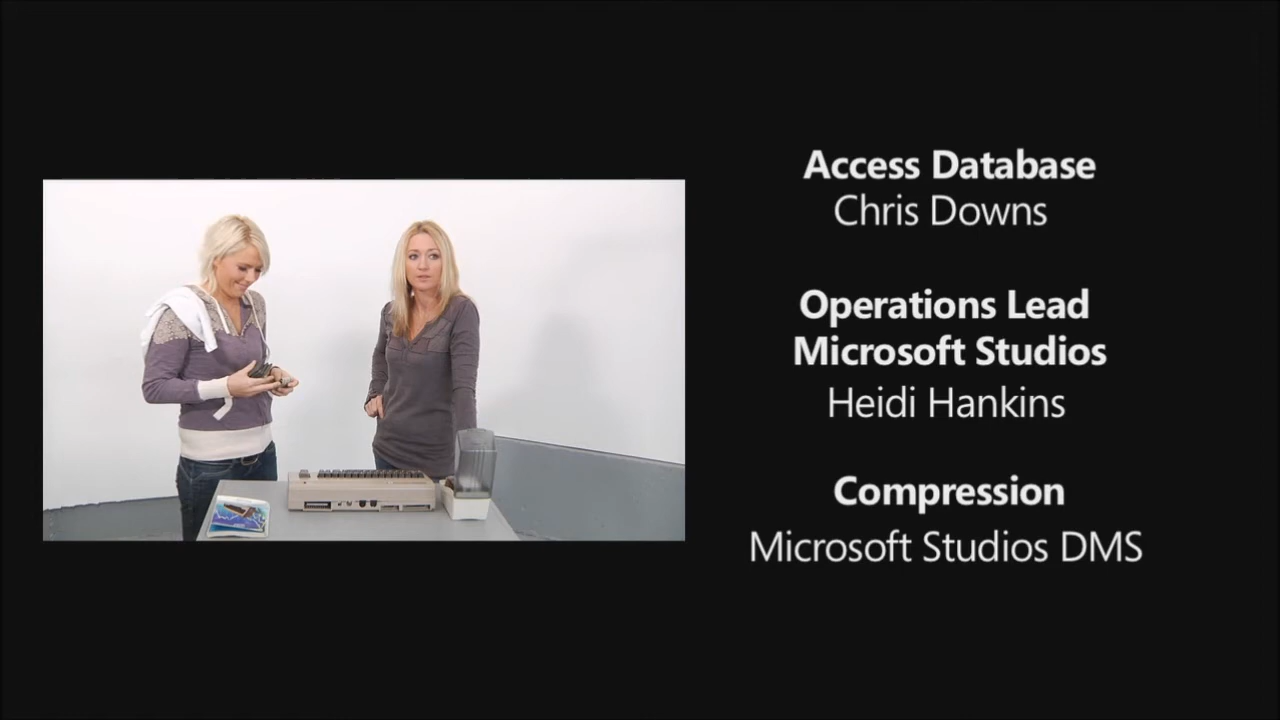 Access Database
Chris Downs
Operations Lead
Microsoft Studios
Heidi Hankins
Compression
Microsoft Studios DMS